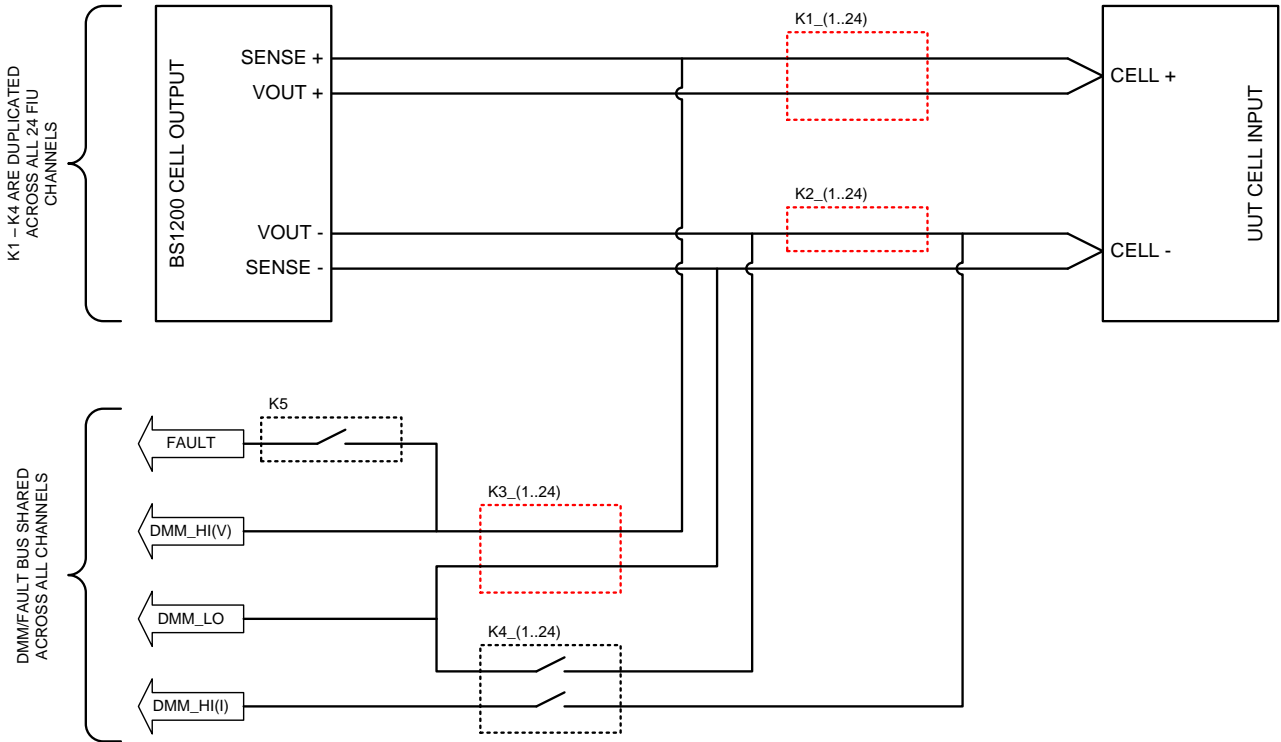 K1 – K4 ARE DUPLICATED
ACROSS ALL 24 FIU
CHANNELS
BS1200 CELL OUTPUT
SENSE +
VOUT +
VOUT -
SENSE -
K1_(1..24)
K2_(1..24)
CELL +
CELL -
UUT CELL INPUT
DMM/FAULT BUS SHARED
ACROSS ALL CHANNELS
FAULT
K5
DMM_HI(V)
K3_(1..24)
DMM_LO
K4_(1..24)
DMM_HI(I)